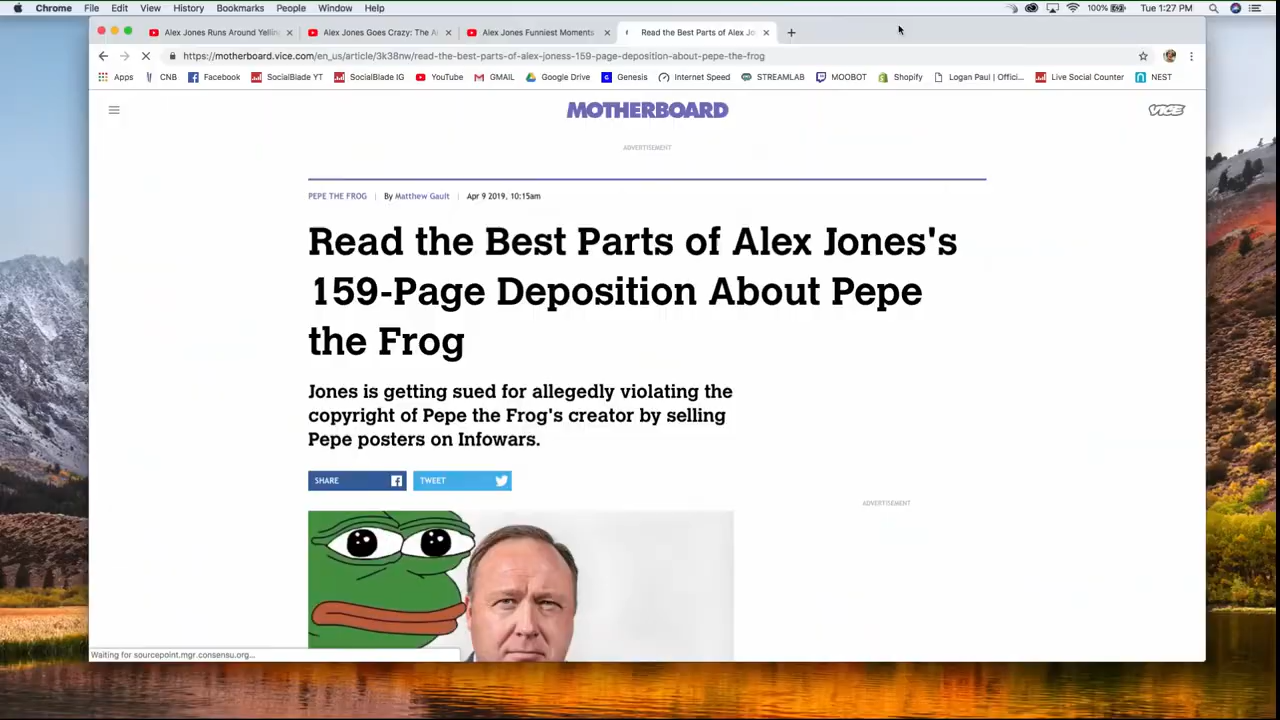 Chrome File Edit View History Bookmarks People Window Help 100% Tue 1:27 PM
Alex Jones Runs Around Yelling Alex Jones Goes Crazy: The Al Alex Jones Funniest Moments Read the Best Parts of Alex Jo
https://motherboard.vice.com/en_us/article/3k38nw/read-the-best-parts-of-alex-joness-159-page-deposition-about-pepe-the-frog
Apps CNB Facebook SocialBlade YT SocialBlade IG YouTube GMAIL Google Drive Genesis Internet Speed STREAMLAB MOOBOT Shopify Logan Paul | Offici... Live Social Counter NEST
MOTHERBOARD VICE
ADVERTISEMENT
PEPE THE FROG | By Matthew Gault | Apr 9 2019, 10:15am
Read the Best Parts of Alex Jones's
159-Page Deposition About Pepe
the Frog
Jones is getting sued for allegedly violating the
copyright of Pepe the Frog's creator by selling
Pepe posters on Infowars.
SHARE TWEET
ADVERTISEMENT
Waiting for sourcepoint.mgr.consensu.org...